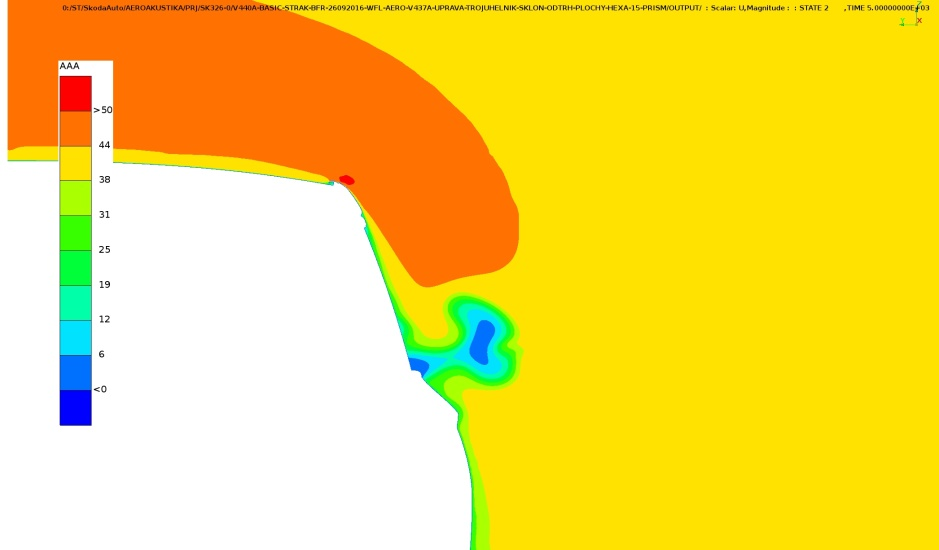 0:/ST/SkodaAuto/AEROAKUSTIKA/PRJ/SK326-0/V440A-BASIC-STRAK-BFR-26092016-WFL-AERO-V437A-UPRAVA-TROJUHELNIK-SKLON-ODTRH-PLOCHY-HEXA-15-PRISM/OUTPUT/ : Scalar: U,Magnitude : : STATE 2 ,TIME 5.00000000E+03
Z
Y
X
AAA
>50
44
38
31
25
19
12
6
<0